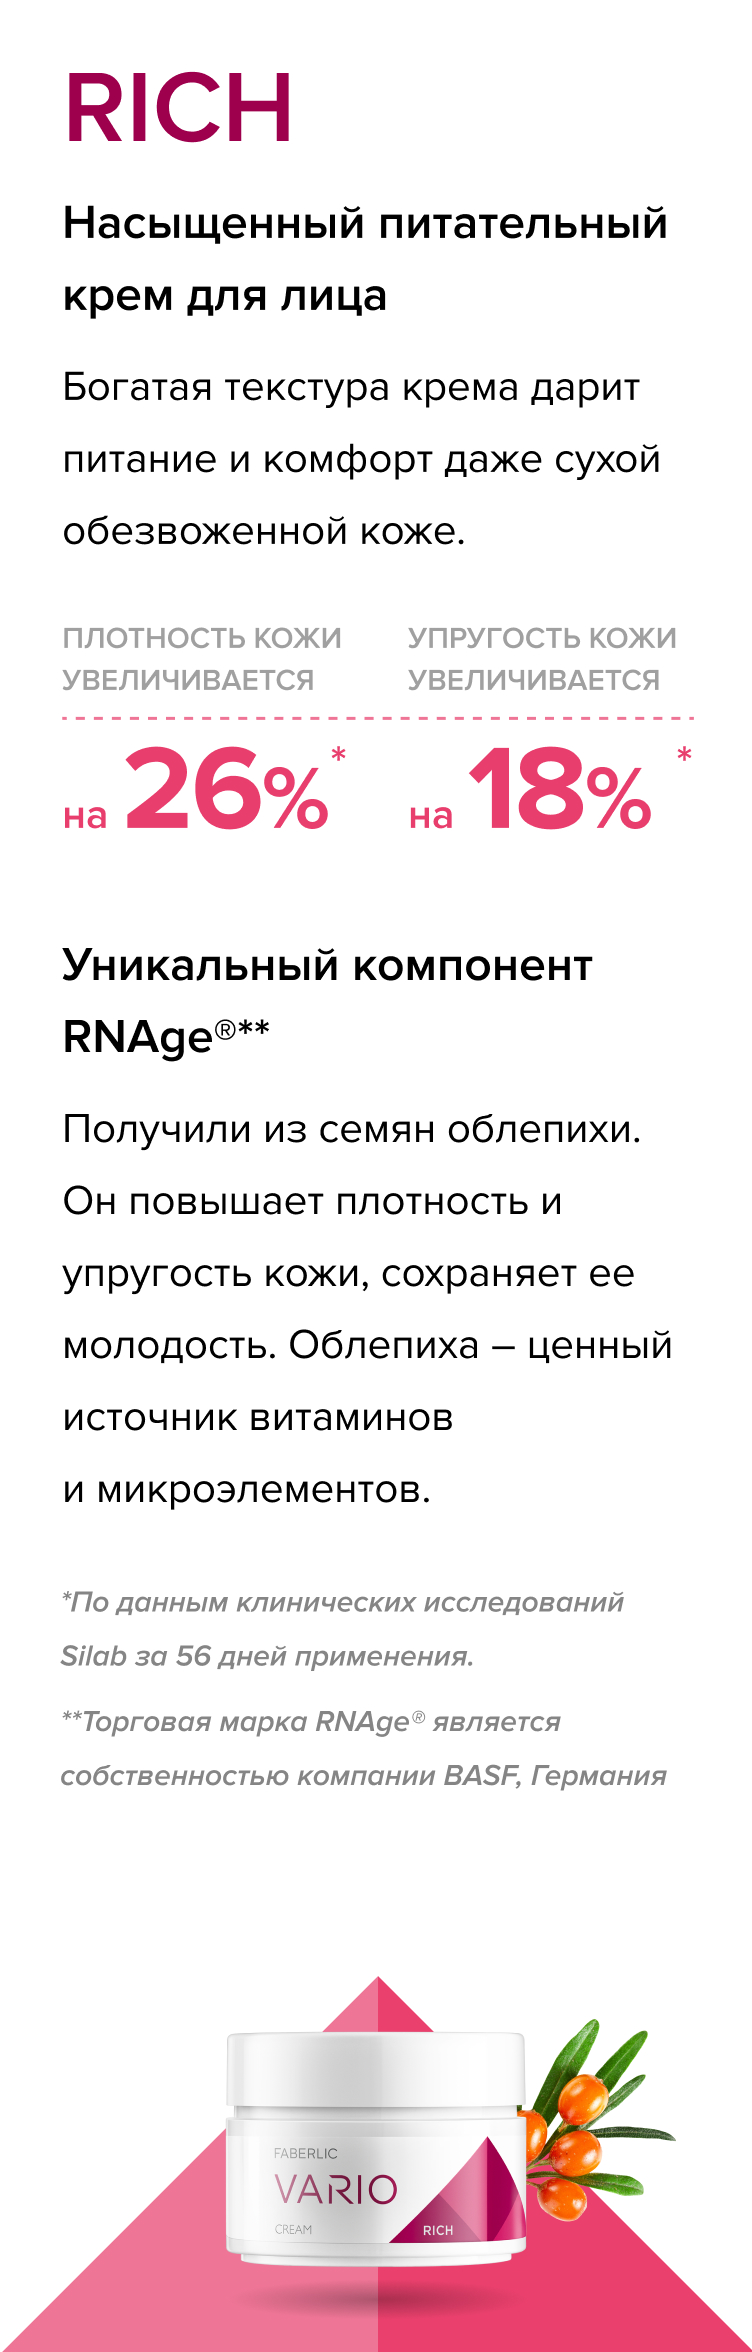 RICH
Насыщенный питательный
крем для лица
Богатая текстура крема дарит
питание и комфорт даже сухой
обезвоженной коже.
ПЛОТНОСТЬ КОЖИ
УВЕЛИЧИВАЕТСЯ
на 26%*
УПРУГОСТЬ КОЖИ
УВЕЛИЧИВАЕТСЯ
на 18% *
Уникальный компонент
RNAge®**
Получили из семян облепихи.
Он повышает плотность и
упругость кожи, сохраняет ее
молодость. Облепиха – ценный
источник витаминов
и микроэлементов.
*По данным клинических исследований
Silab за 56 дней применения.
**Торговая марка RNAge® является
собственностью компании BASF, Германия
FABERLIC
VARIO
CREAM
RICH